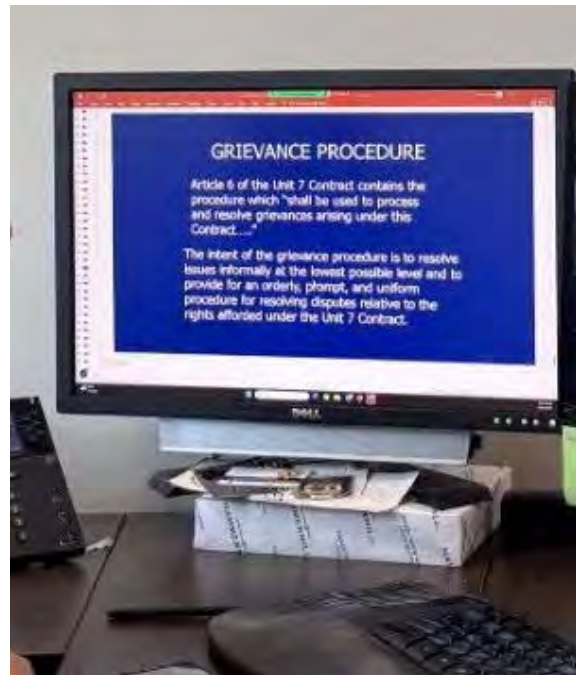 GRIEVANCE PROCEDURE
Article 6 of the Unit 7 Contract contains the
procedure which "shall be used to process
and resolve grievances arising under this
Contract...."
The intent of the grievance procedure is to resolve
issues informally at the lowest possible level and to
provide for an orderly, prompt, and uniform
procedure for resolving disputes relative to the
rights afforded under the Unit 7 Contract.
DELL